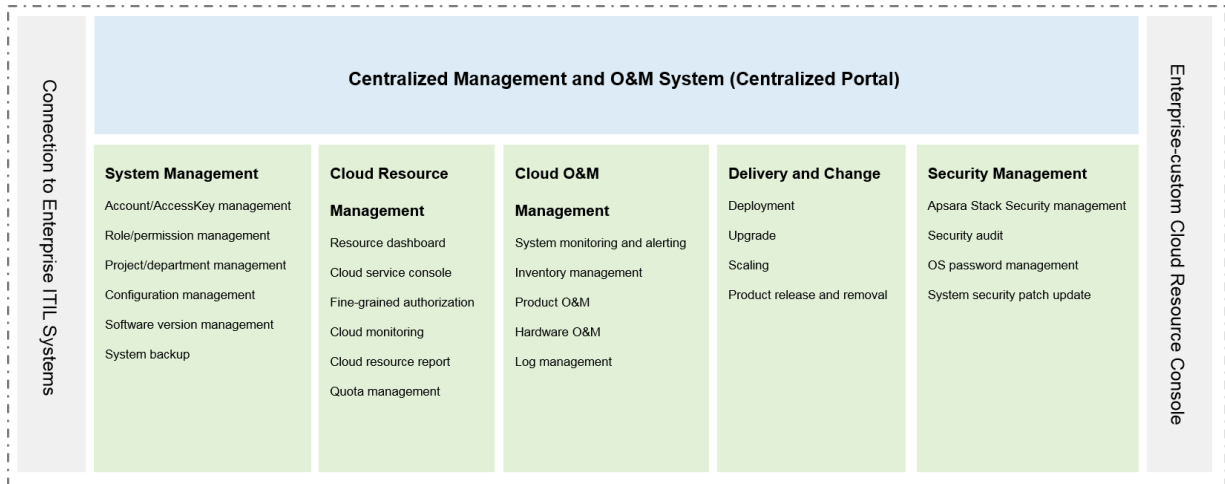 Connection to Enterprise ITIL Systems
Centralized Management and O&M System (Centralized Portal)
System Management
Account/AccessKey management
Role/permission management
Project/department management
Configuration management
Software version management
System backup
Cloud Resource
Management
Resource dashboard
Cloud service console
Fine-grained authorization
Cloud monitoring
Cloud resource report
Quota management
Cloud O&M
Management
System monitoring and alerting
Inventory management
Product O&M
Hardware O&M
Log management
Delivery and Change
Deployment
Upgrade
Scaling
Product release and removal
Security Management
Apsara Stack Security management
Security audit
OS password management
System security patch update
Enterprise-custom Cloud Resource Console